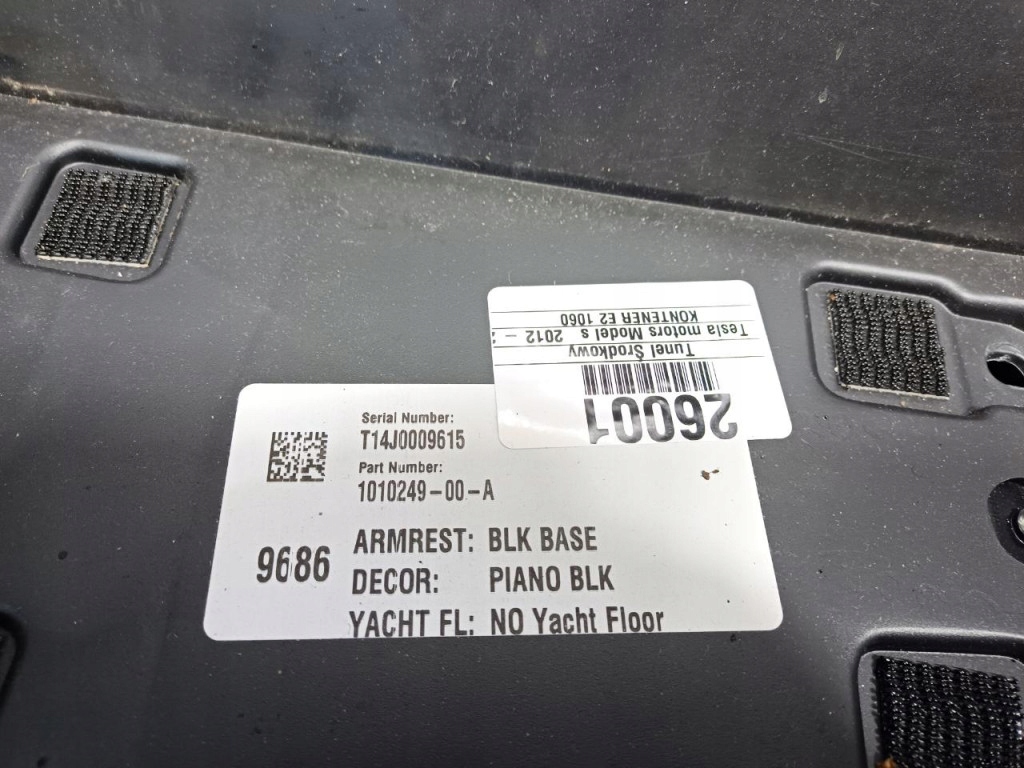 Serial Number:
T14J0009615
Part Number:
1010249-00-A
9686
ARMREST: BLK BASE
DECOR: PIANO BLK
YACHT FL: NO Yacht Floor
26001
Tunel Środkowy
Tesla motors Model s 2012 -
KONTENER E2 1060